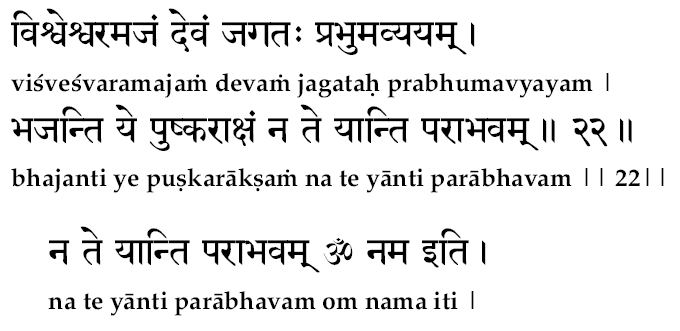 विश्वेश्वरमजं देवं जगतः प्रभुमव्ययम् ।
viśveśvaramajaṁ devaṁ jagataḥ prabhumavyayam |
भजन्ति ये पुष्कराक्षं न ते यान्ति पराभवम् ॥ २२ ॥
bhajanti ye puṣkarākṣaṁ na te yānti parābhavam || 22||
न ते यान्ति पराभवम् ॐ नम इति ।
na te yānti parābhavam om nama iti |